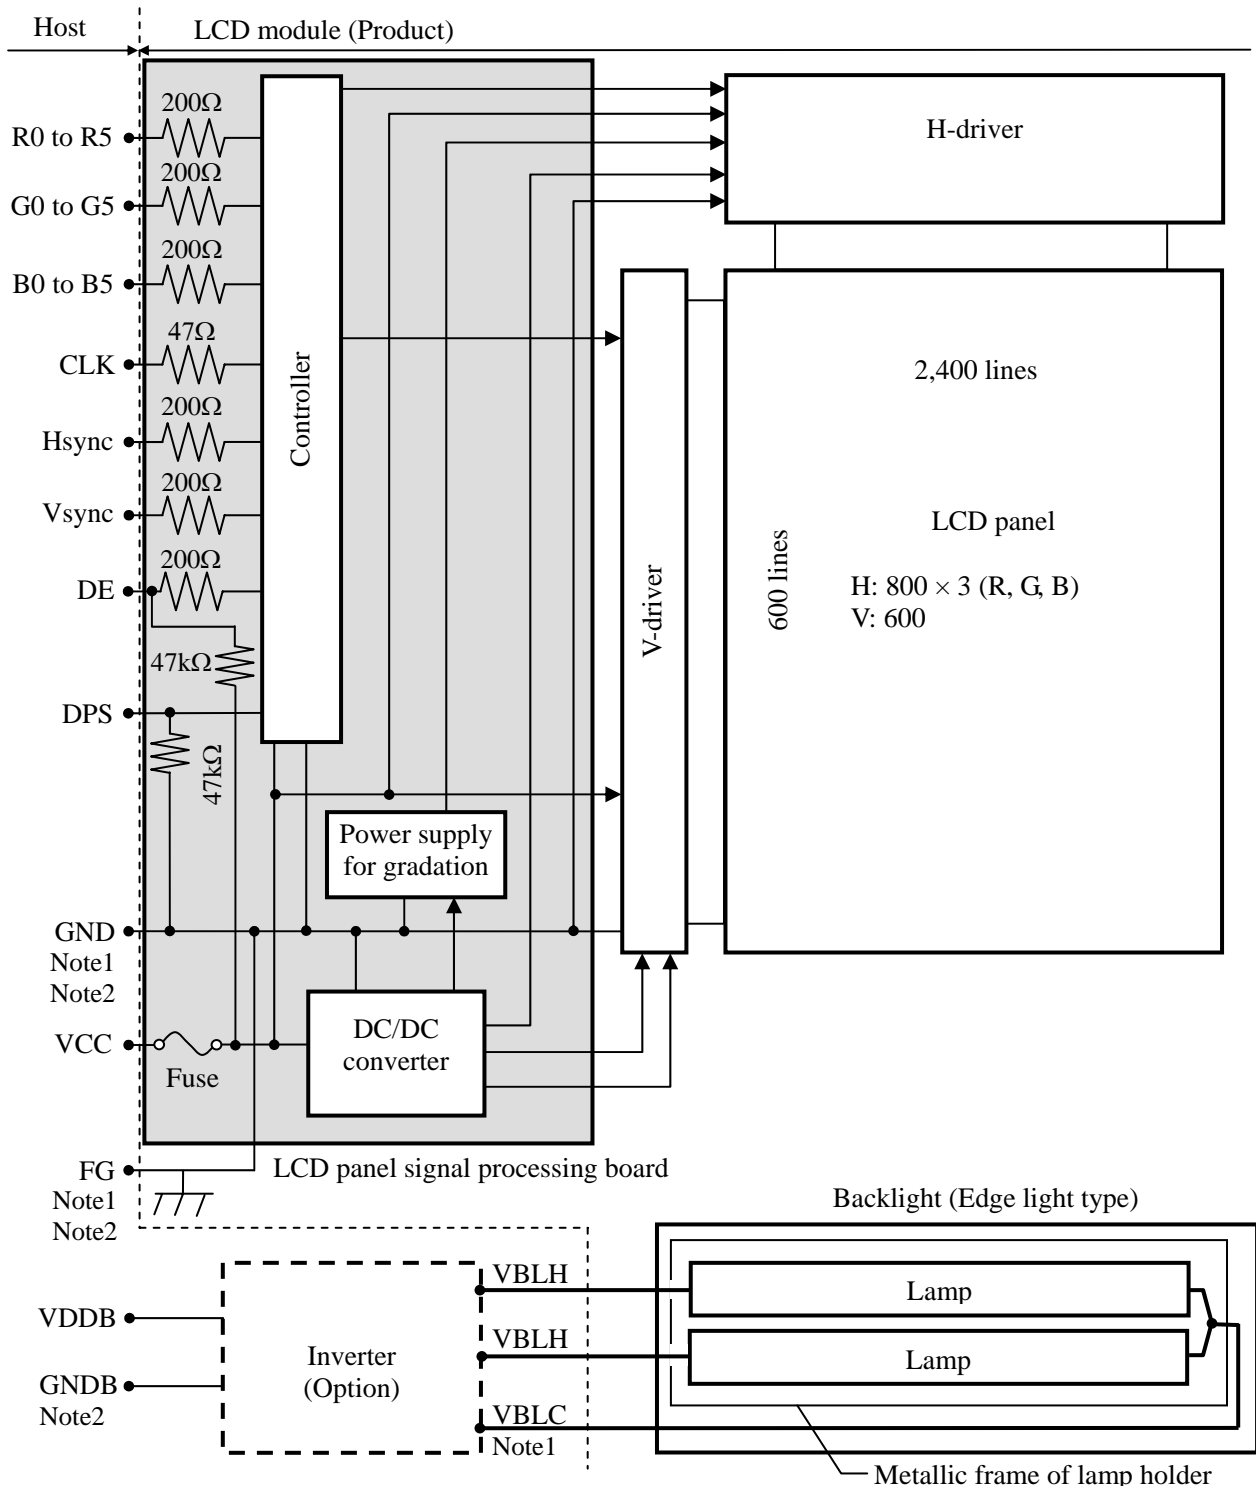 Host
LCD module (Product)
200Ω
R0 to R5
H-driver
200Ω
G0 to G5
200Ω
B0 to B5
47Ω
CLK
Controller
2,400 lines
200Ω
Hsync
200Ω
Vsync
LCD panel
600 lines
200Ω
DE
H: 800 × 3 (R, G, B)
V: 600
V-driver
47kΩ
DPS
47kΩ
Power supply
for gradation
GND
Note1
Note2
DC/DC
converter
VCC
Fuse
FG
Note1
Note2
LCD panel signal processing board
Backlight (Edge light type)
VBLH
Lamp
VDDB
VBLH
Lamp
Inverter
(Option)
GNDB
Note2
VBLC
Note1
Metallic frame of lamp holder